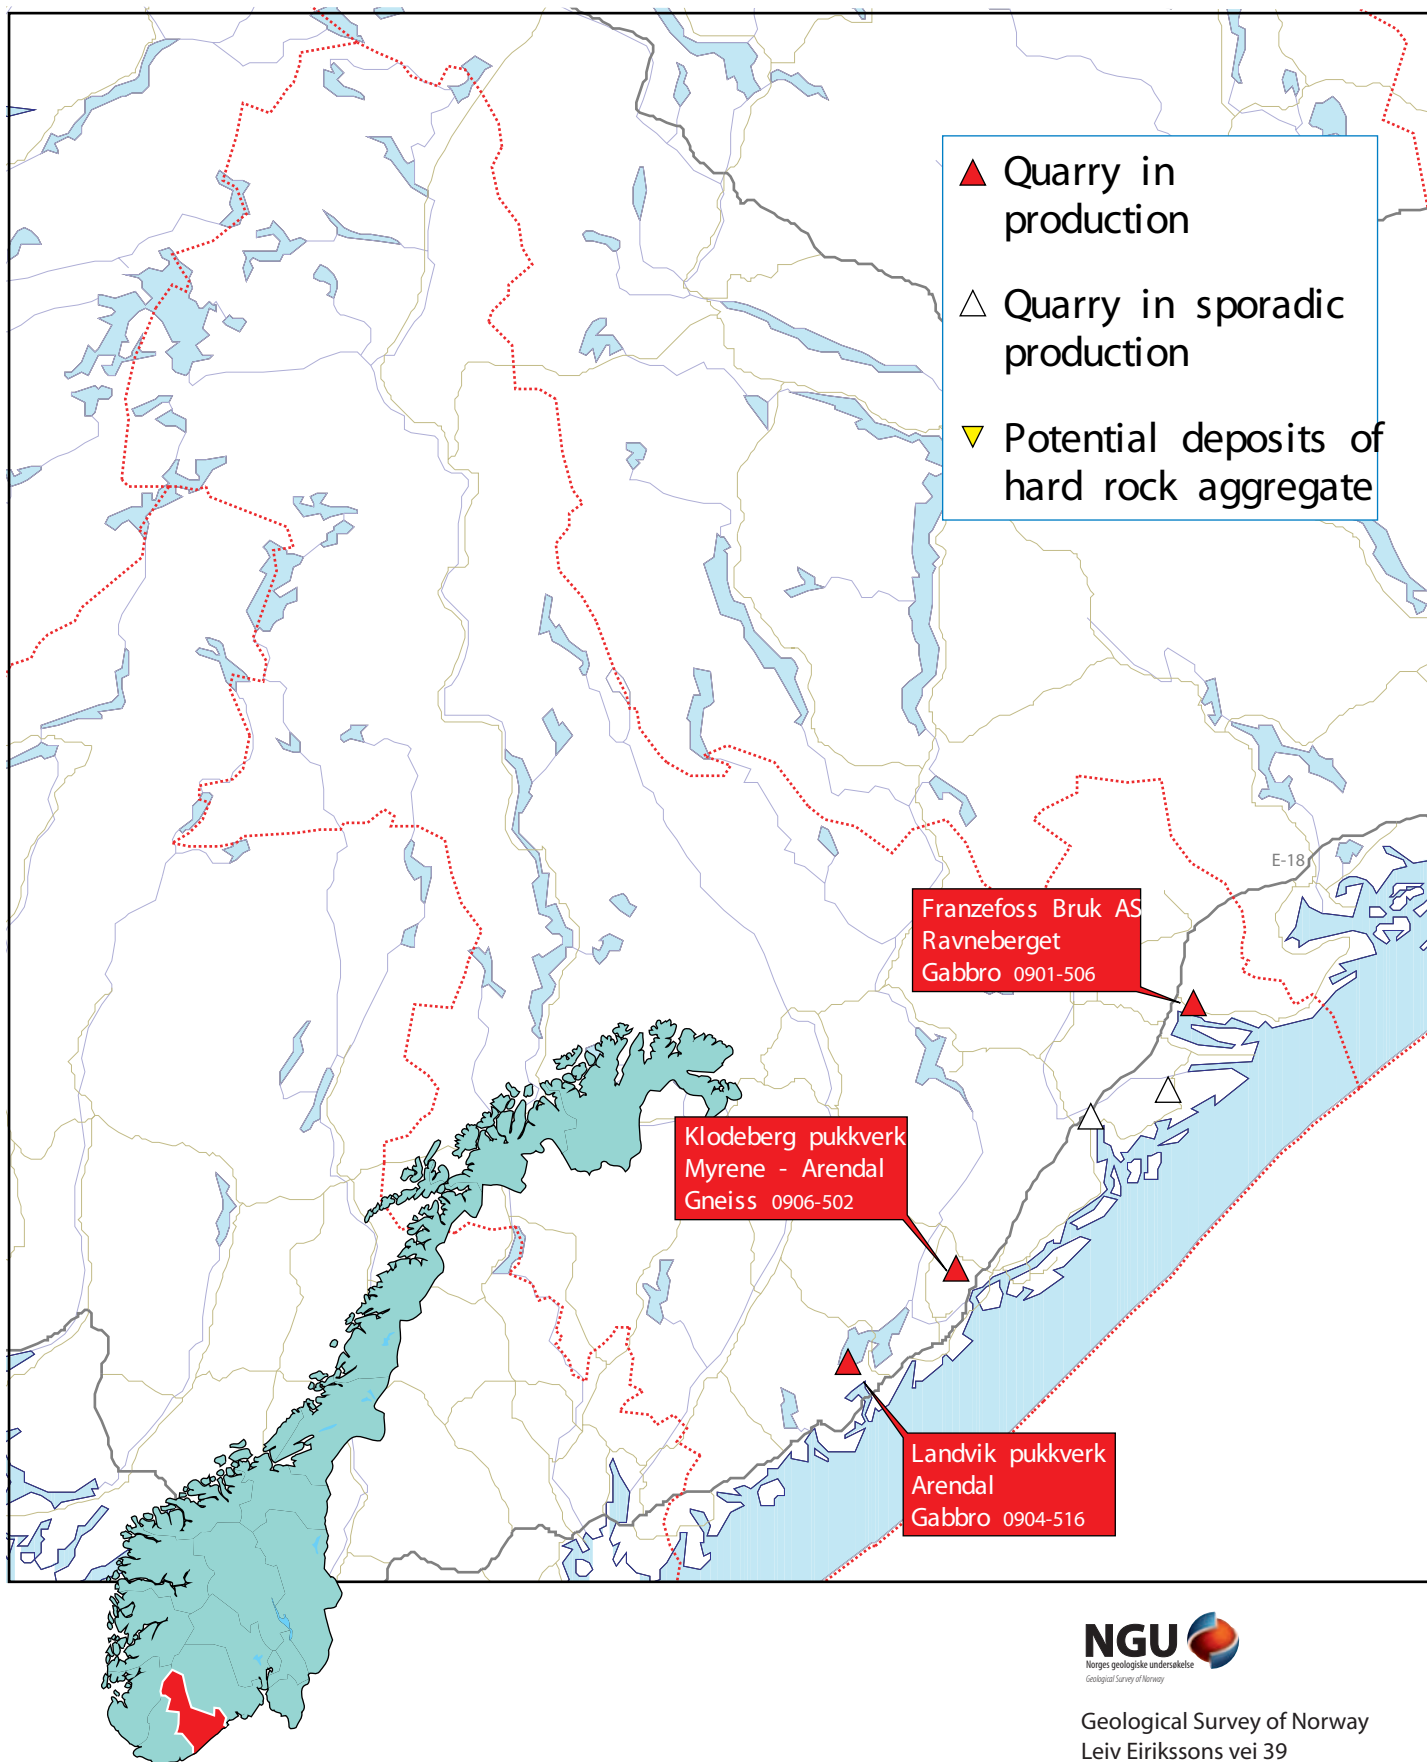 Quarry in
production
Quarry in sporadic
production
Potential deposits of
hard rock aggregate
E-18
Franzefoss Bruk AS
Ravneberget
Gabbro 0901-506
Klodeberg pukkverk
Myrene - Arendal
Gneiss 0906-502
Landvik pukkverk
Arendal
Gabbro 0904-516
NGU
Norges geologiske undersøkelse
Geological Survey of Norway
Geological Survey of Norway
Leiv Eirikssons vei 39